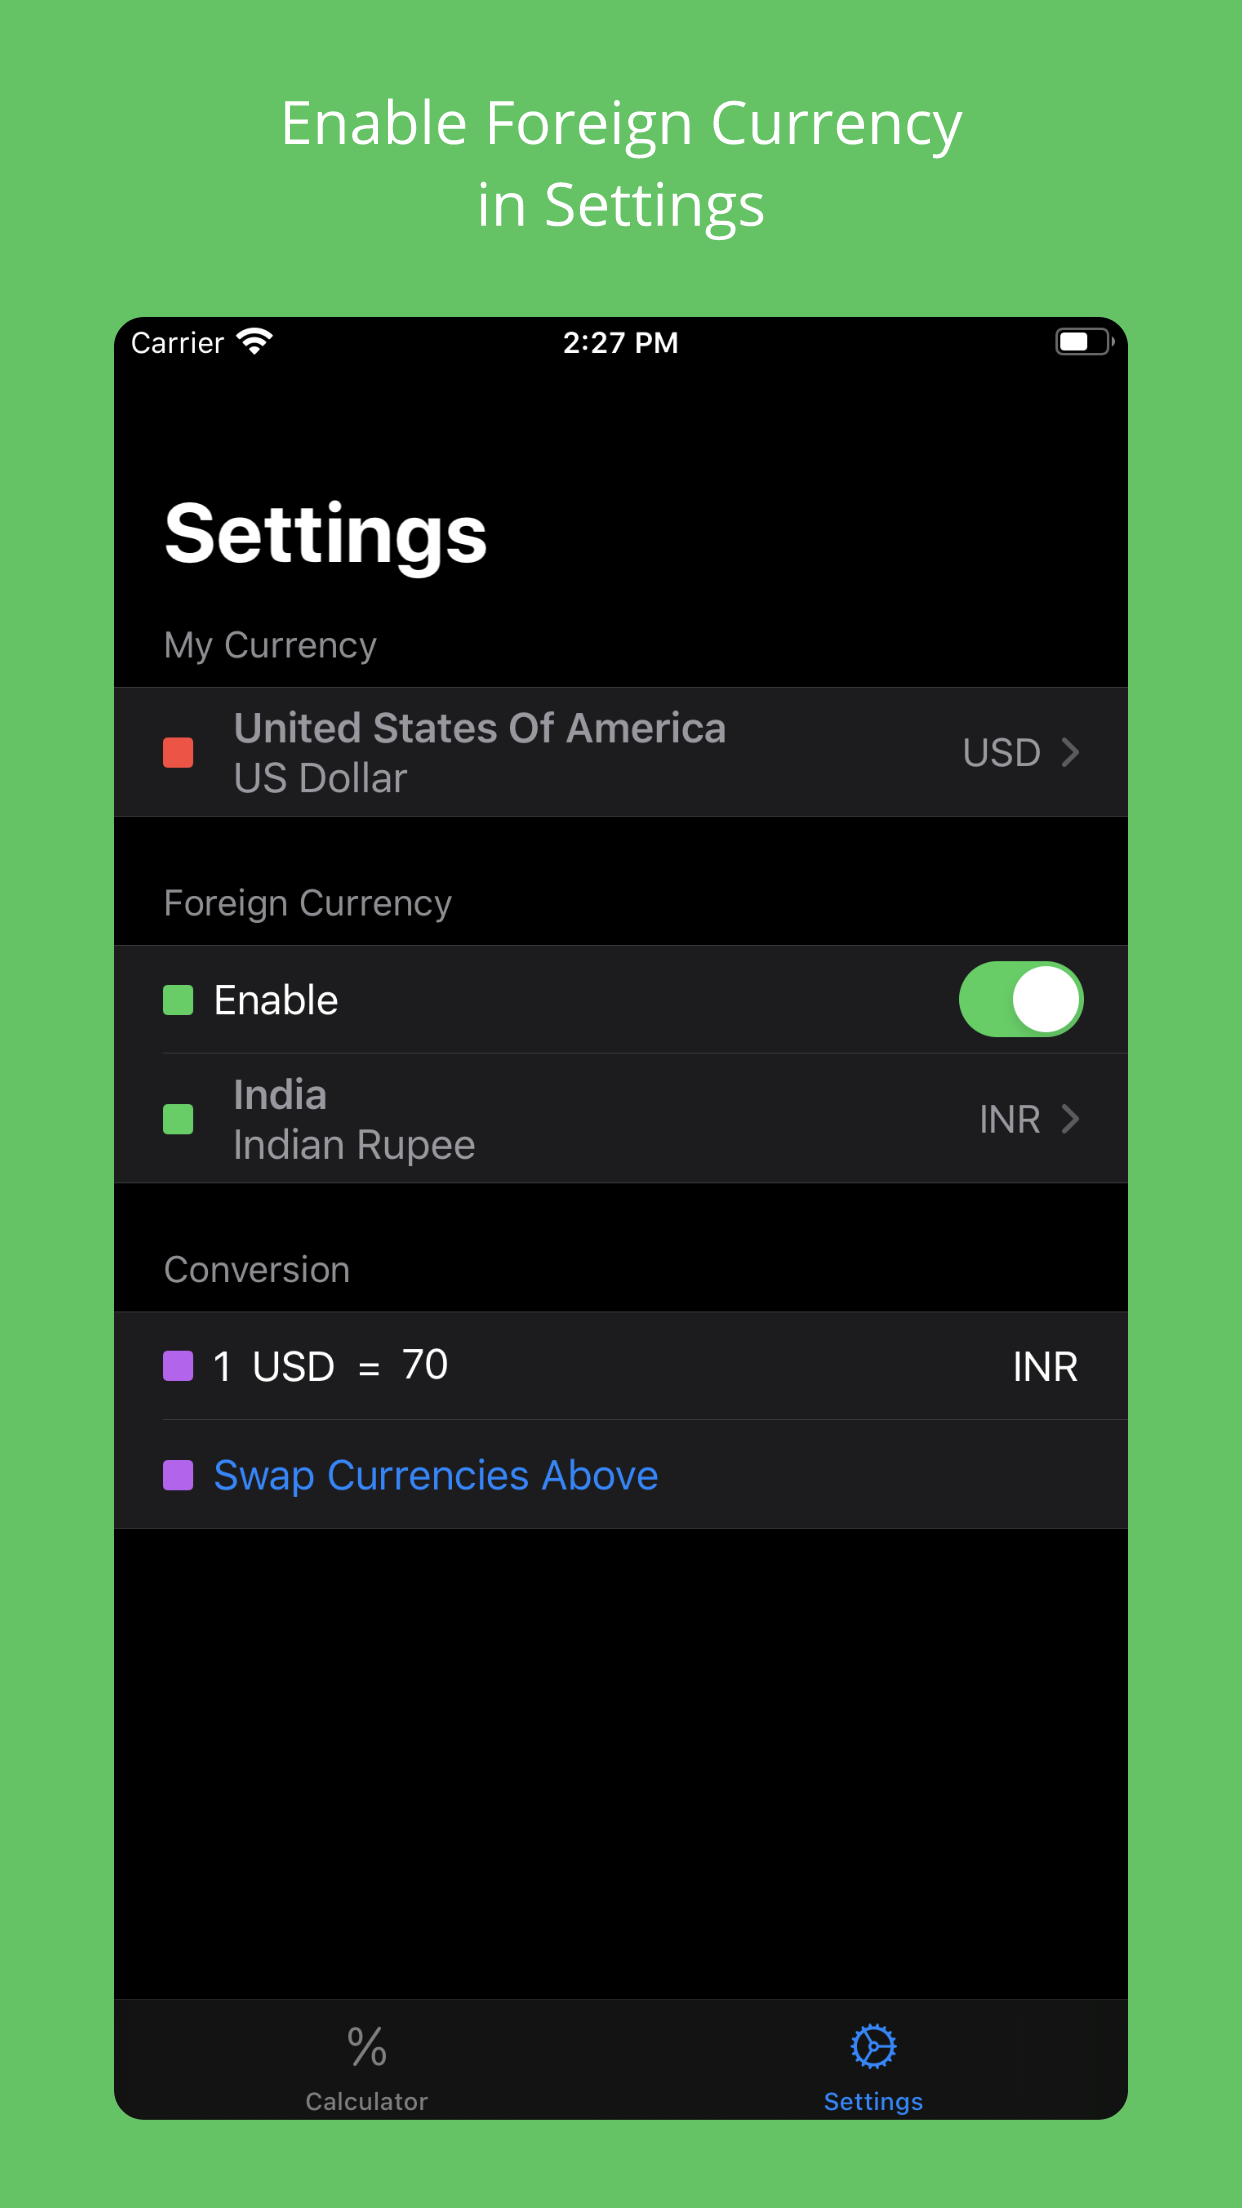 Enable Foreign Currency
in Settings
Carrier
2:27 PM
Settings
My Currency
United States Of America
US Dollar
USD
Foreign Currency
Enable
India
Indian Rupee
INR
Conversion
1 USD = 70 INR
Swap Currencies Above
%
Calculator
Settings